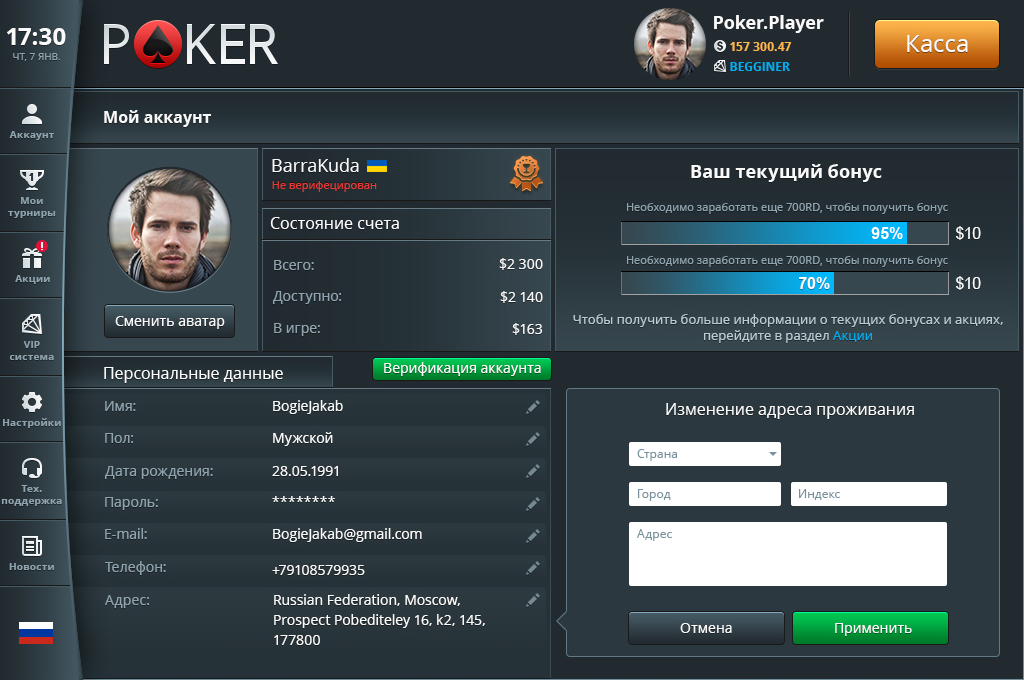 17:30
ЧТ, 7 ЯНВ.
POKER
Poker.Player
157 300.47
BEGGINER
Касса
Аккаунт
Мои
турниры
Акции
VIP
система
Настройки
Тех.
поддержка
Новости
Мой аккаунт
Сменить аватар
BarraKuda
Не верифецирован
Состояние счета
Всего: $2 300
Доступно: $2 140
В игре: $163
Ваш текущий бонус
Необходимо заработать еще 700RD, чтобы получить бонус
95% $10
Необходимо заработать еще 700RD, чтобы получить бонус
70% $10
Чтобы получить больше информации о текущих бонусах и акциях,
перейдите в раздел Акции
Персональные данные
Верификация аккаунта
Имя: BogieJakab
Пол: Мужской
Дата рождения: 28.05.1991
Пароль: ********
E-mail: BogieJakab@gmail.com
Телефон: +79108579935
Адрес: Russian Federation, Moscow,
Prospect Pobediteley 16, k2, 145,
177800
Изменение адреса проживания
Страна
Город
Индекс
Адрес
Отмена
Применить